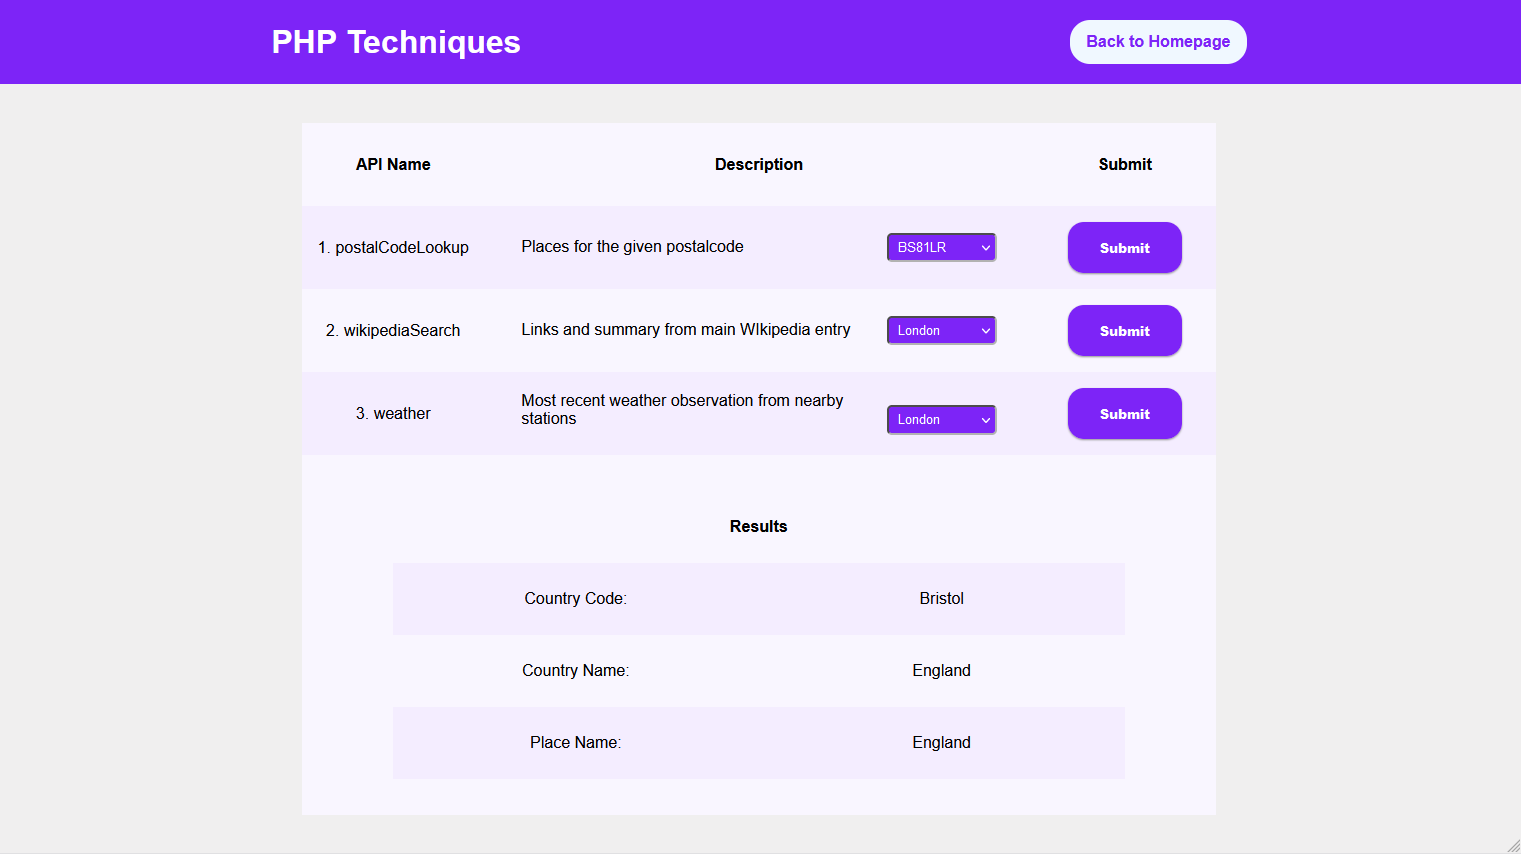 PHP Techniques
Back to Homepage
API Name
Description
Submit
1. postalCodeLookup
Places for the given postalcode
BS81LR
Submit
2. wikipediaSearch
Links and summary from main WIkipedia entry
London
Submit
3. weather
Most recent weather observation from nearby
stations
London
Submit
Results
Country Code:
Bristol
Country Name:
England
Place Name:
England